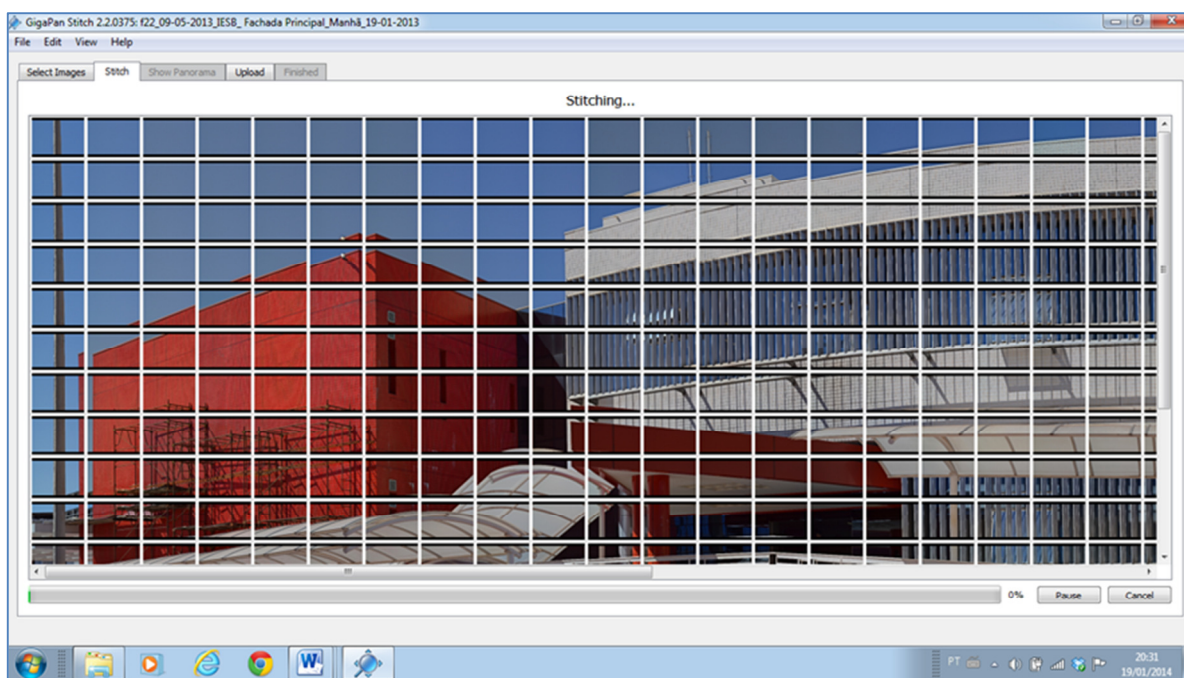 GigaPan Stitch 2.2.0375: f22_09-05-2013_IESB_ Fachada Principal_Manhã_19-01-2013
File Edit View Help
Select Images Stitch Show Panorama Upload Finished
Stitching...
0% Pause Cancel
PT 20:31
19/01/2014